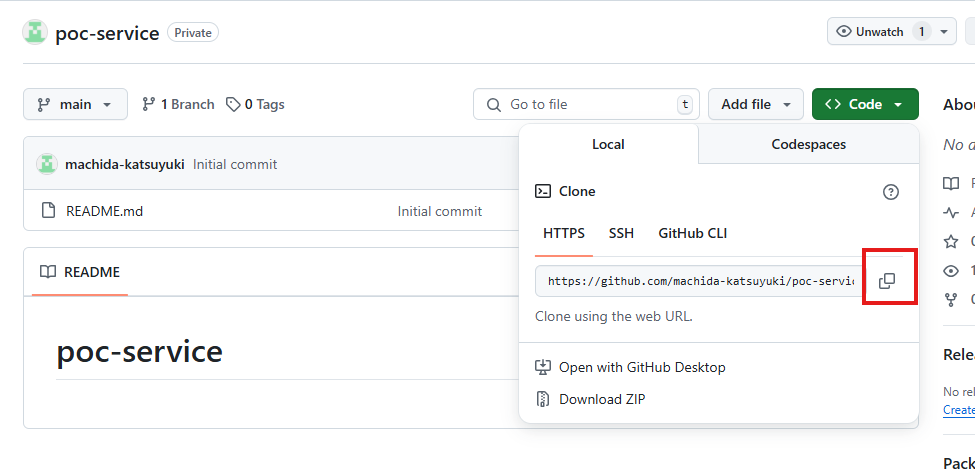 poc-service Private
Unwatch 1
main 1 Branch 0 Tags
Go to file t
Add file
Code
machida-katsuyuki Initial commit
README.md Initial commit
README
poc-service
Local Codespaces
Clone
HTTPS SSH GitHub CLI
https://github.com/machida-katsuyuki/poc-servic
Clone using the web URL.
Open with GitHub Desktop
Download ZIP
Abou
No
Rele
No rel
Create
Pack